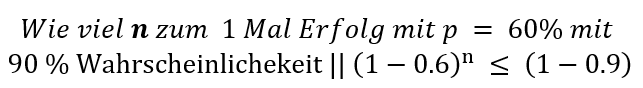 Wie viel n zum 1 Mal Erfolg mit p = 60% mit
90 % Wahrscheinlichekeit || (1 − 0.6)ⁿ ≤ (1 − 0.9)